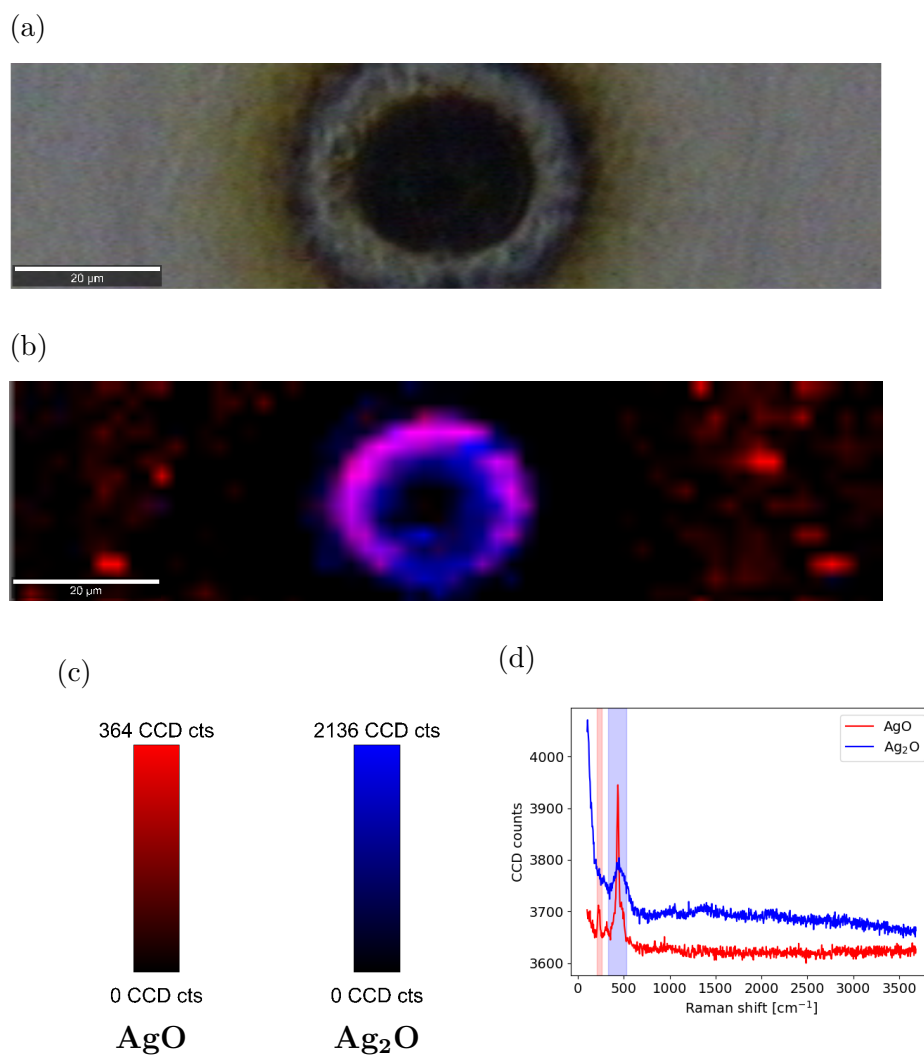 (a)
20 μm
(b)
20 μm
(c)
364 CCD cts
2136 CCD cts
0 CCD cts
0 CCD cts
AgO
Ag₂O
(d)
AgO
Ag₂O
4000
3900
3800
3700
3600
CCD counts
0 500 1000 1500 2000 2500 3000 3500
Raman shift [cm⁻¹]